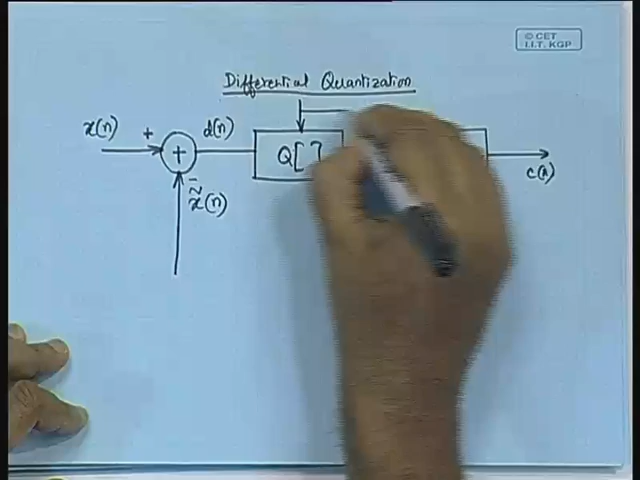 © CET
I.I.T. KGP
Differential Quantization
x(n) + d(n) Q[ ]
+
- x̃̃(n)
c(n)